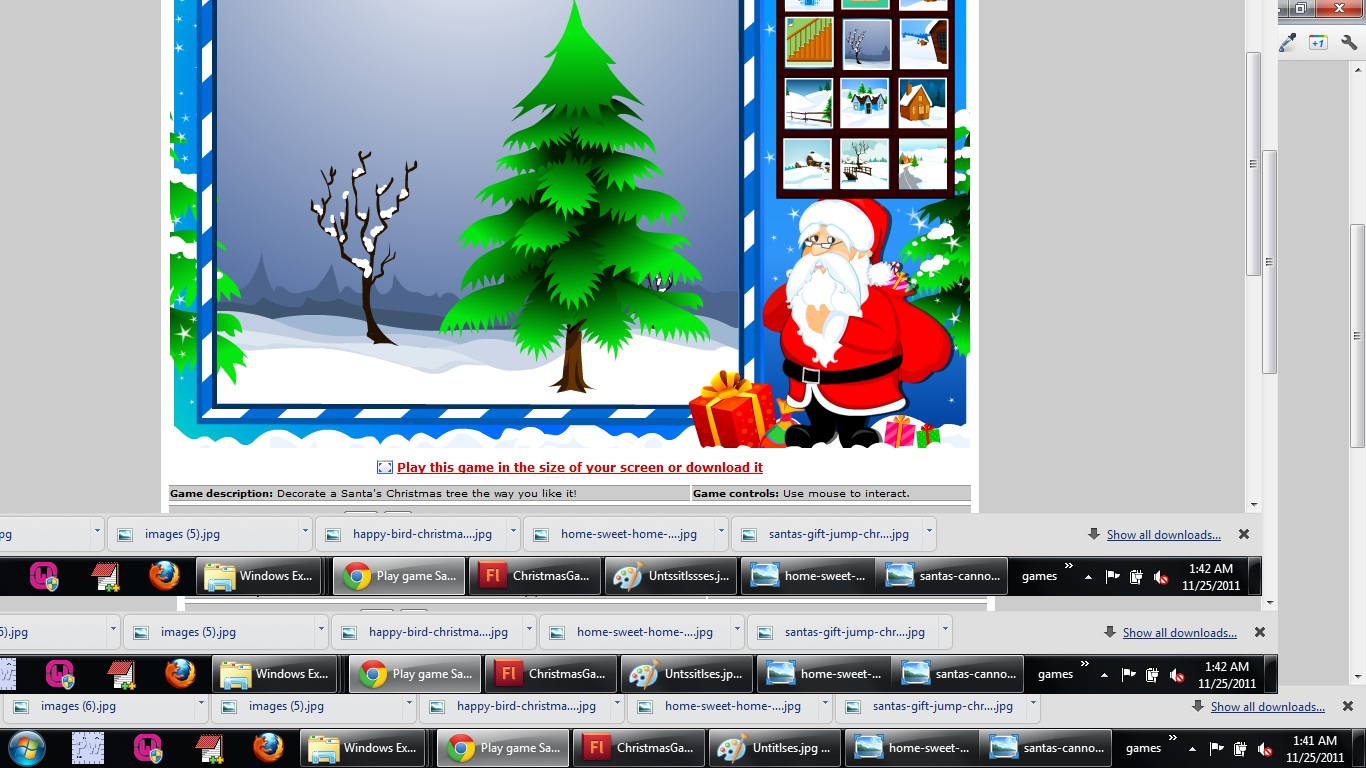 +1
Play this game in the size of your screen or download it
Game description: Decorate a Santa's Christmas tree the way you like it!
Game controls: Use mouse to interact.
pg
images (5).jpg
happy-bird-christma....jpg
home-sweet-home-....jpg
santas-gift-jump-chr....jpg
Show all downloads...
Windows Ex...
Play game Sa...
Fl
ChristmasGa...
Untssitlssses.j...
home-sweet-...
santas-canno...
games
1:42 AM
11/25/2011
5).jpg
images (5).jpg
happy-bird-christma....jpg
home-sweet-home-....jpg
santas-gift-jump-chr....jpg
Show all downloads...
Windows Ex...
Play game Sa...
Fl
ChristmasGa...
Untssitlses.jp...
home-sweet-...
santas-canno...
games
1:42 AM
11/25/2011
images (6).jpg
images (5).jpg
happy-bird-christma....jpg
home-sweet-home-....jpg
santas-gift-jump-chr....jpg
Show all downloads...
Pw
Windows Ex...
Play game Sa...
Fl
ChristmasGa...
Untitlses.jpg ...
home-sweet-...
santas-canno...
games
1:41 AM
11/25/2011